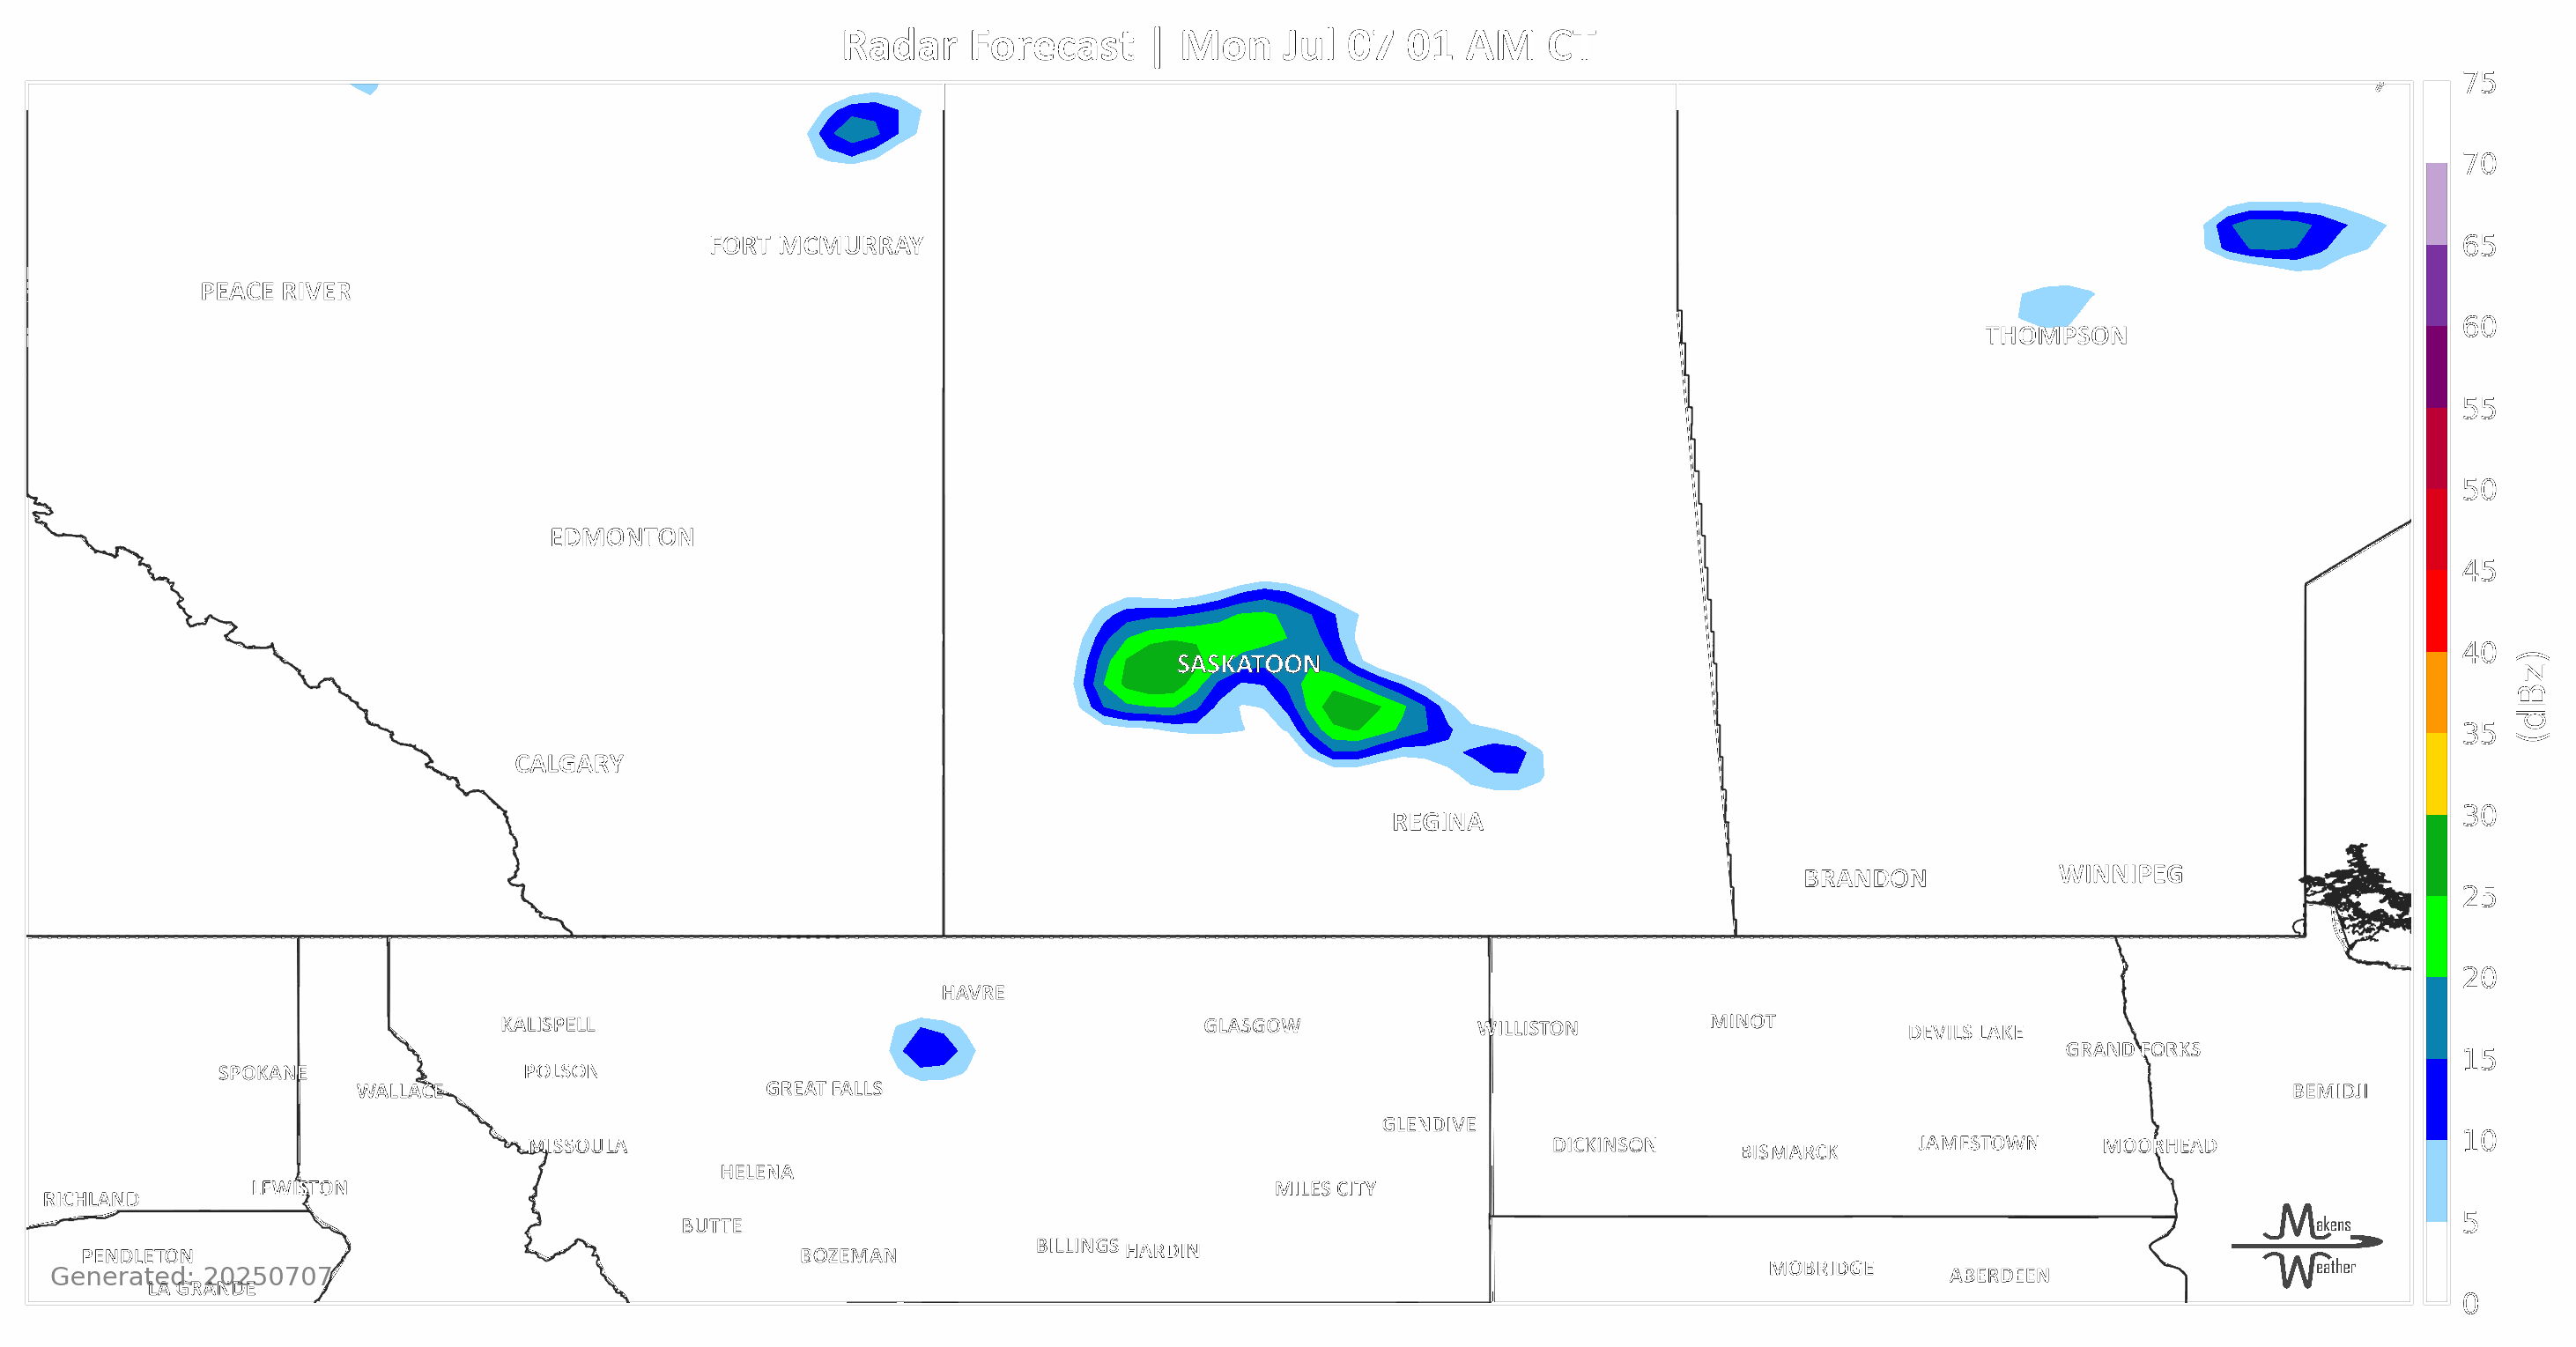 Radar Forecast | Mon Jul 07 01 AM CT
75
70
FORT MCMURRAY
65
PEACE RIVER
60
THOMPSON
55
50
EDMONTON
45
SASKATOON
40
(dBz)
35
CALGARY
30
REGINA
BRANDON
WINNIPEG
25
20
HAVRE
KALISPELL
GLASGOW
WILLISTON
MINOT
DEVILS LAKE
GRAND FORKS
15
SPOKANE
POLSON
WALLACE
GREAT FALLS
BEMIDJI
GLENDIVE
10
MISSOULA
DICKINSON
BISMARCK
JAMESTOWN
MOORHEAD
HELENA
LEWISTON
MILES CITY
RICHLAND
5
BUTTE
Makens
Weather
PENDLETON
BOZEMAN
BILLINGS
HARDIN
MOBRIDGE
ABERDEEN
Generated: 20250707
LA GRANDE
0